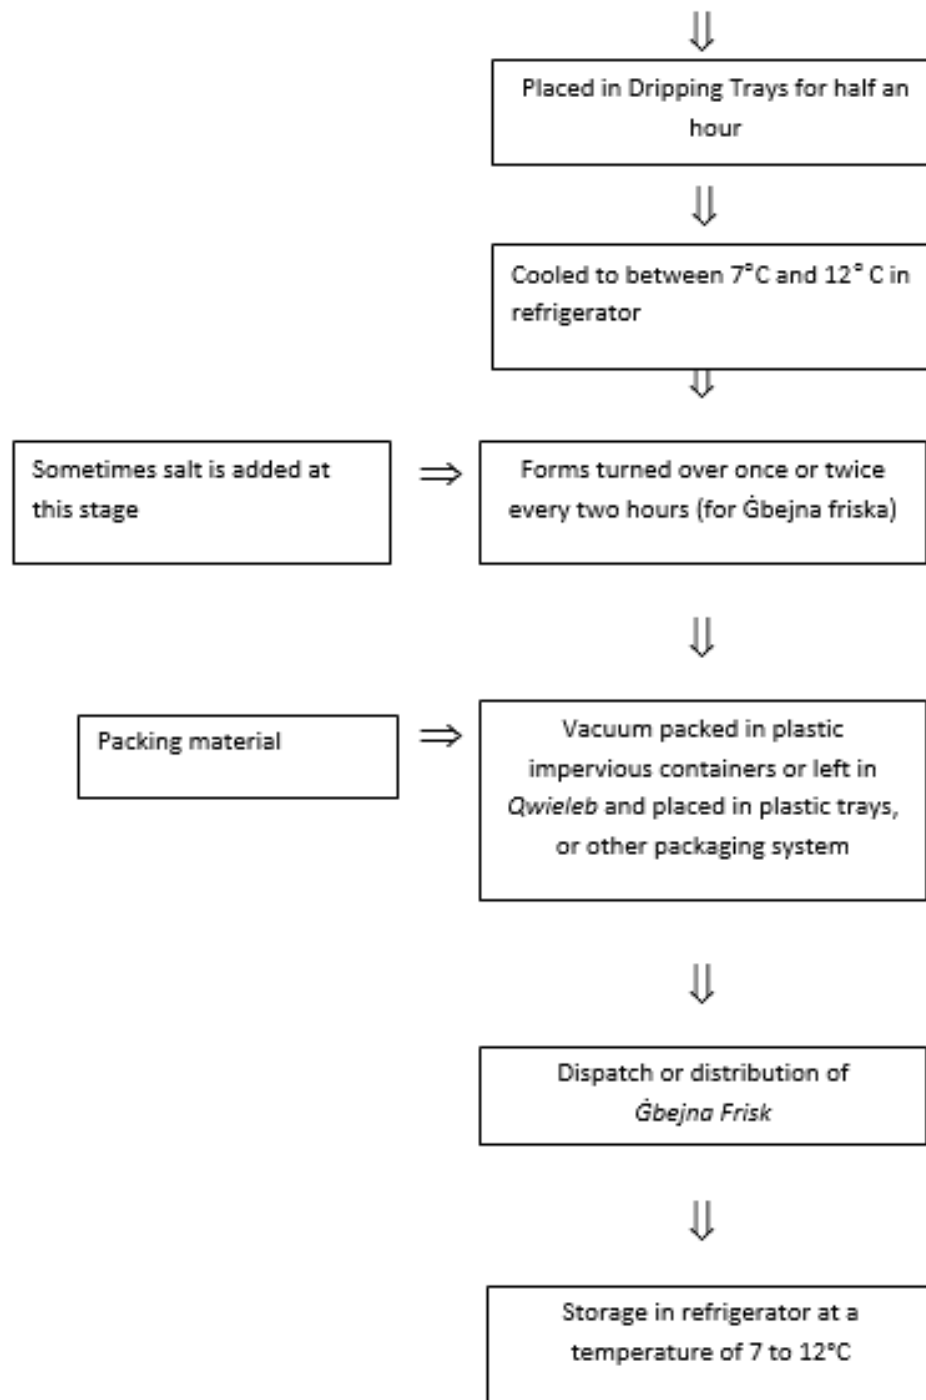 Placed in Dripping Trays for half an
hour
Cooled to between 7°C and 12° C in
refrigerator
Sometimes salt is added at
this stage
Forms turned over once or twice
every two hours (for Ġbejna friska)
Packing material
Vacuum packed in plastic
impervious containers or left in
Qwieleb and placed in plastic trays,
or other packaging system
Dispatch or distribution of
Ġbejna Frisk
Storage in refrigerator at a
temperature of 7 to 12°C